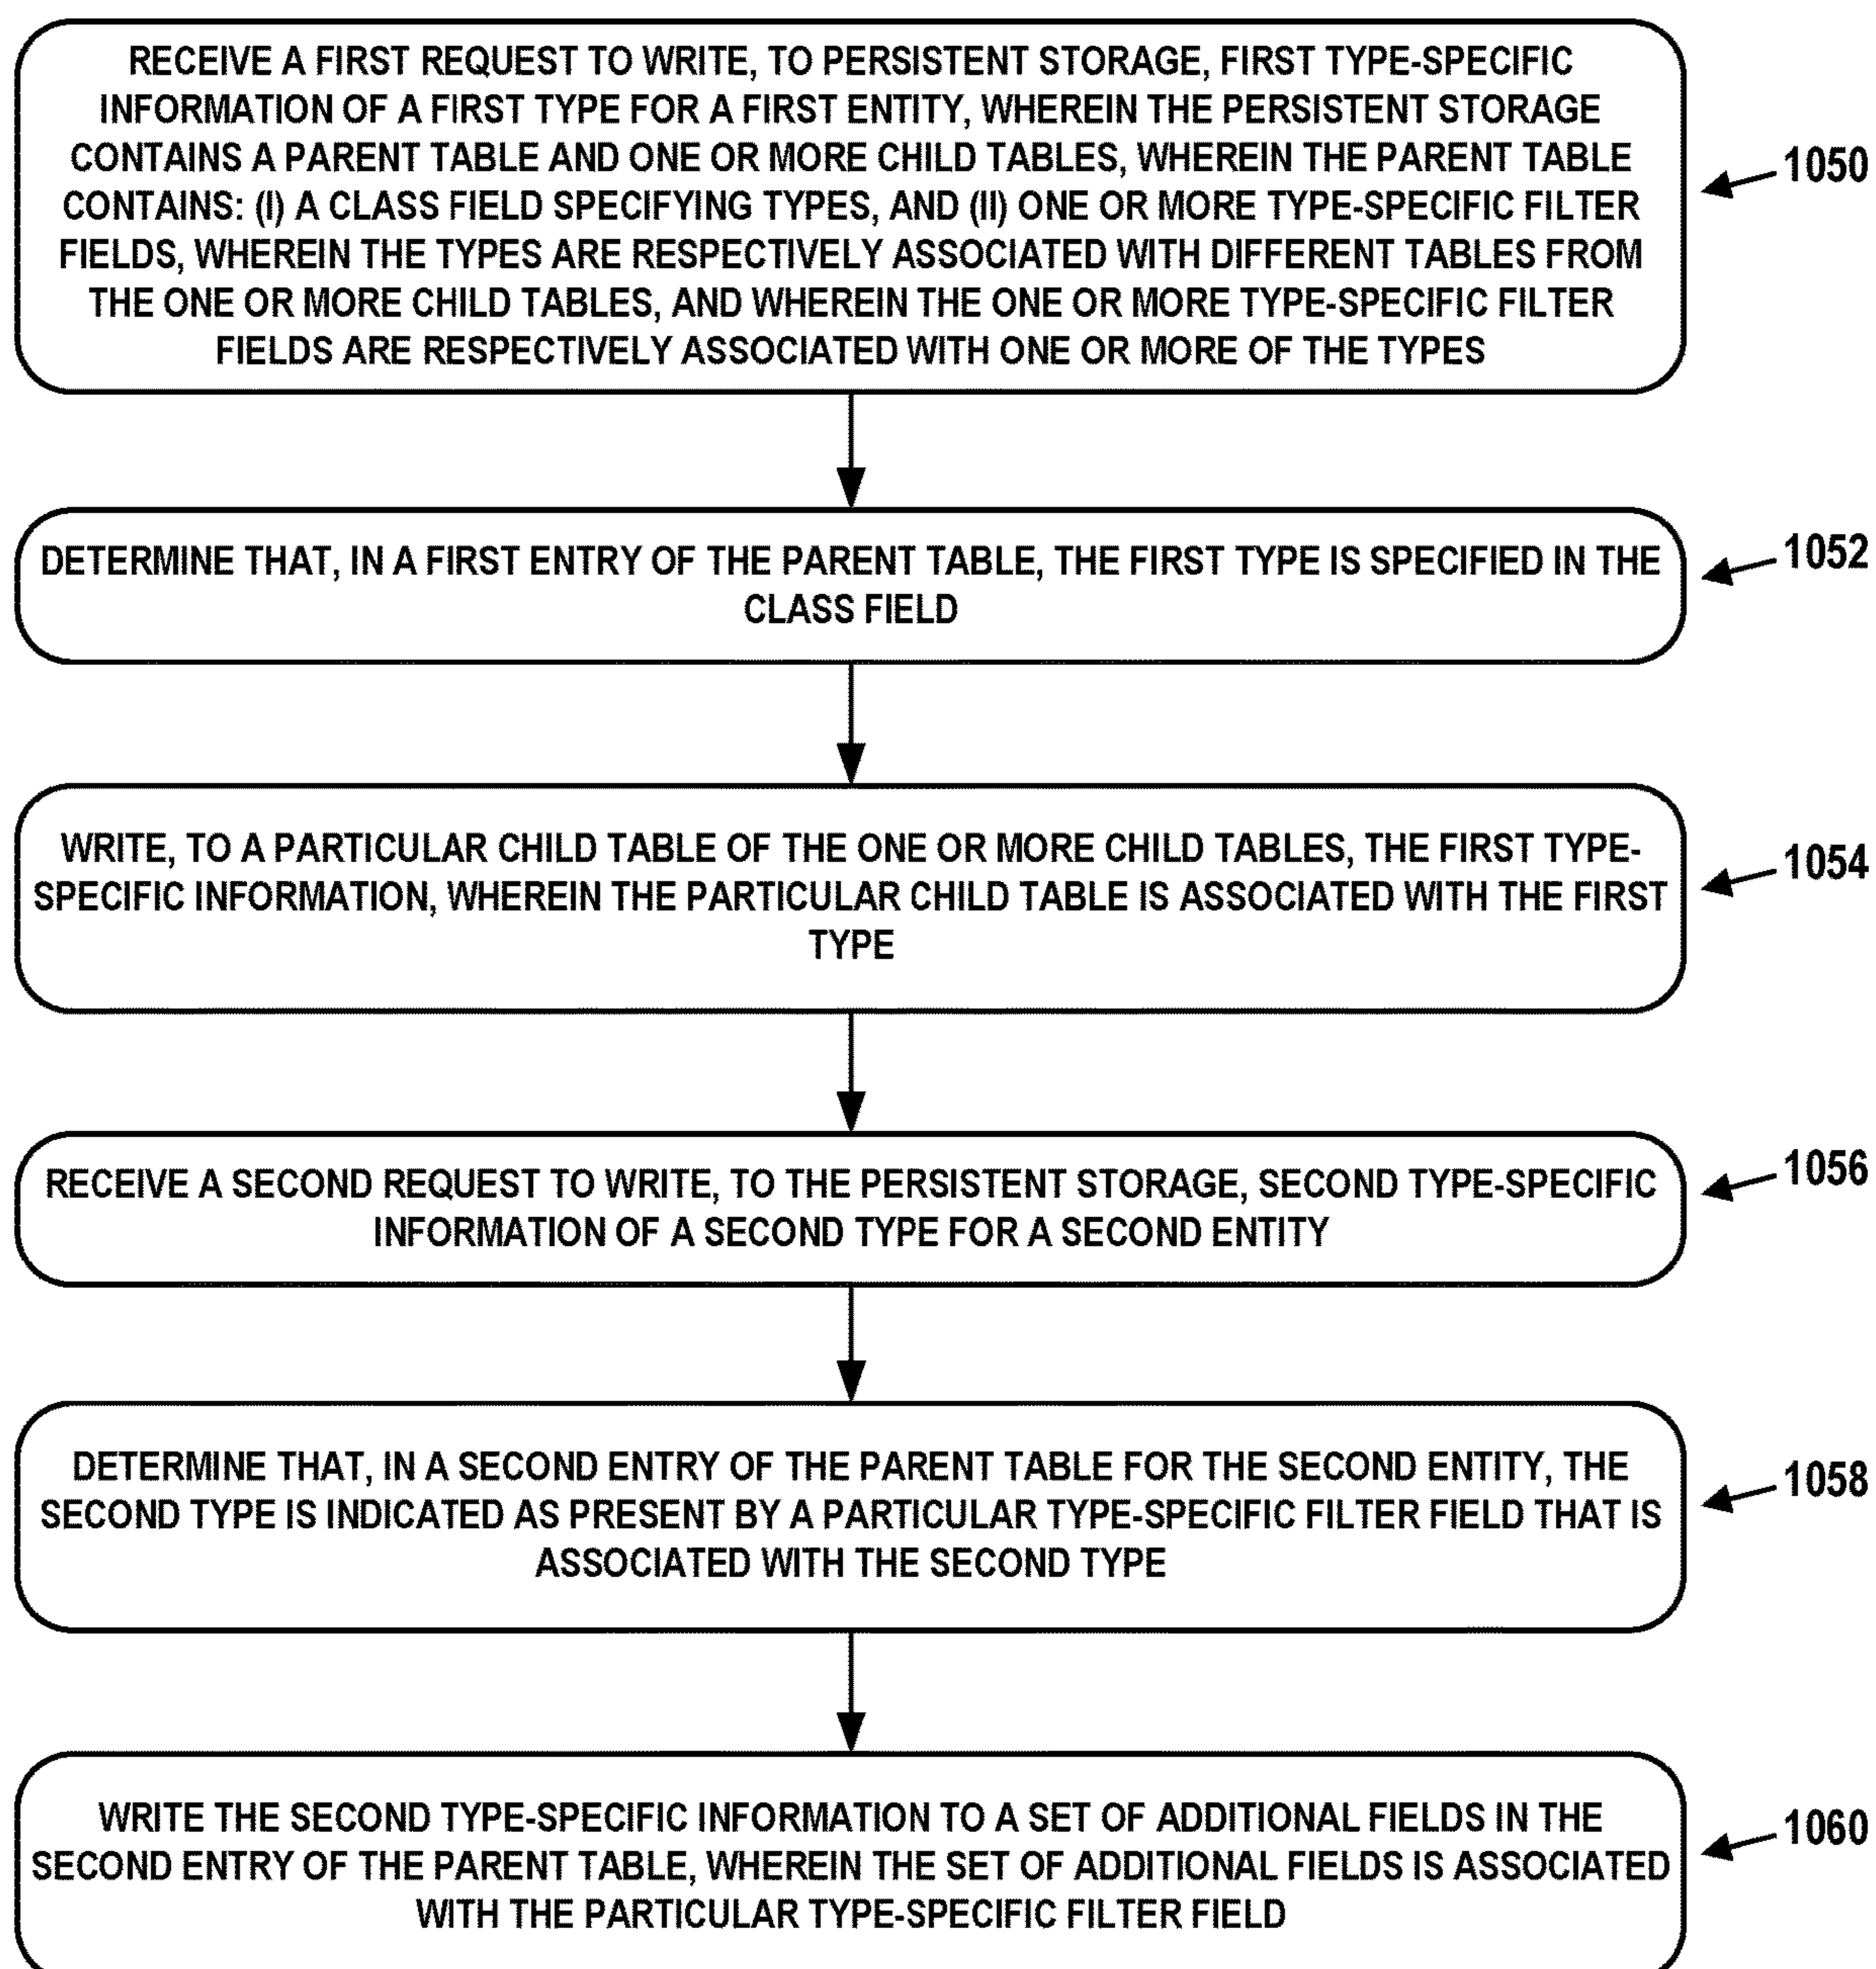 RECEIVE A FIRST REQUEST TO WRITE, TO PERSISTENT STORAGE, FIRST TYPE-SPECIFIC
INFORMATION OF A FIRST TYPE FOR A FIRST ENTITY, WHEREIN THE PERSISTENT STORAGE
CONTAINS A PARENT TABLE AND ONE OR MORE CHILD TABLES, WHEREIN THE PARENT TABLE
CONTAINS: (I) A CLASS FIELD SPECIFYING TYPES, AND (II) ONE OR MORE TYPE-SPECIFIC FILTER
FIELDS, WHEREIN THE TYPES ARE RESPECTIVELY ASSOCIATED WITH DIFFERENT TABLES FROM
THE ONE OR MORE CHILD TABLES, AND WHEREIN THE ONE OR MORE TYPE-SPECIFIC FILTER
FIELDS ARE RESPECTIVELY ASSOCIATED WITH ONE OR MORE OF THE TYPES
1050
DETERMINE THAT, IN A FIRST ENTRY OF THE PARENT TABLE, THE FIRST TYPE IS SPECIFIED IN THE
CLASS FIELD
1052
WRITE, TO A PARTICULAR CHILD TABLE OF THE ONE OR MORE CHILD TABLES, THE FIRST TYPE-
SPECIFIC INFORMATION, WHEREIN THE PARTICULAR CHILD TABLE IS ASSOCIATED WITH THE FIRST
TYPE
1054
RECEIVE A SECOND REQUEST TO WRITE, TO THE PERSISTENT STORAGE, SECOND TYPE-SPECIFIC
INFORMATION OF A SECOND TYPE FOR A SECOND ENTITY
1056
DETERMINE THAT, IN A SECOND ENTRY OF THE PARENT TABLE FOR THE SECOND ENTITY, THE
SECOND TYPE IS INDICATED AS PRESENT BY A PARTICULAR TYPE-SPECIFIC FILTER FIELD THAT IS
ASSOCIATED WITH THE SECOND TYPE
1058
WRITE THE SECOND TYPE-SPECIFIC INFORMATION TO A SET OF ADDITIONAL FIELDS IN THE
SECOND ENTRY OF THE PARENT TABLE, WHEREIN THE SET OF ADDITIONAL FIELDS IS ASSOCIATED
WITH THE PARTICULAR TYPE-SPECIFIC FILTER FIELD
1060